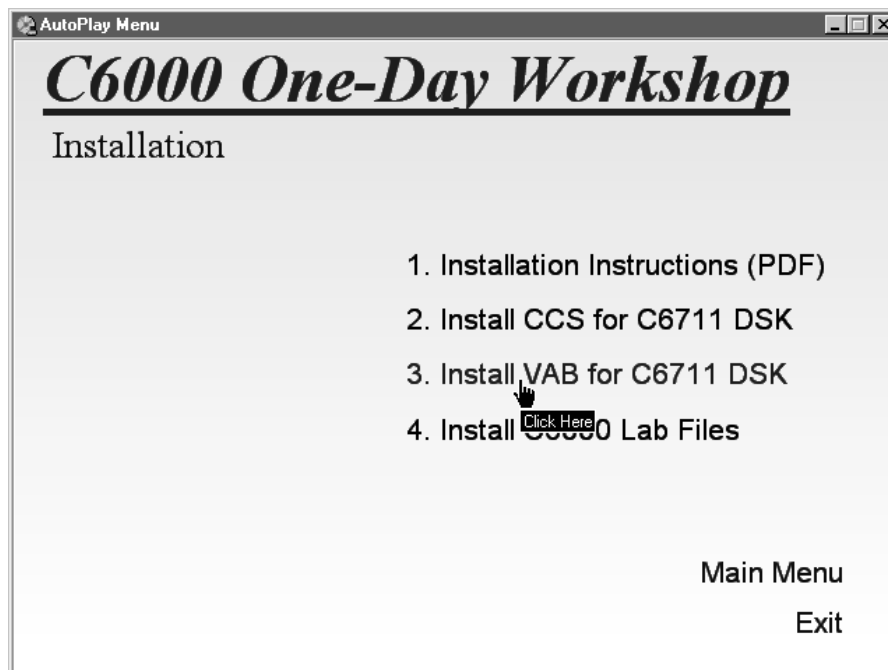 AutoPlay Menu
C6000 One-Day Workshop
Installation
1. Installation Instructions (PDF)
2. Install CCS for C6711 DSK
3. Install VAB for C6711 DSK
Click Here
4. Install C6000 Lab Files
Main Menu
Exit